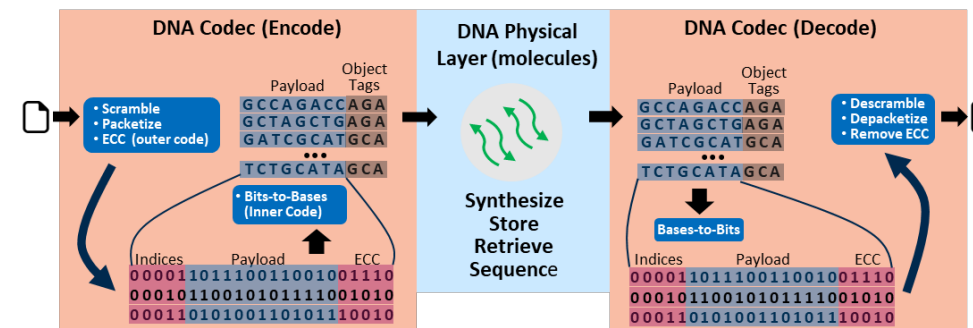 DNA Codec (Encode)
• Scramble
• Packetize
• ECC (outer code)
Payload
Object
Tags
GCCAGACCAGA
GCTAGCTGAGA
GATCGCATGCA
•••
TCTGCATAGCA
• Bits-to-Bases
(Inner Code)
Indices Payload ECC
00001101110011001001110
000101100101011110001010
00011010100110101110010
DNA Physical
Layer (molecules)
Synthesize
Store
Retrieve
Sequence
DNA Codec (Decode)
Payload
Object
Tags
GCCAGACCAGA
GCTAGCTGAGA
GATCGCATGCA
•••
TCTGCATAGCA
Bases-to-Bits
• Descramble
• Depacketize
• Remove ECC
Indices Payload ECC
00001101110011001001110
000101100101011110001010
00011010100110101110010